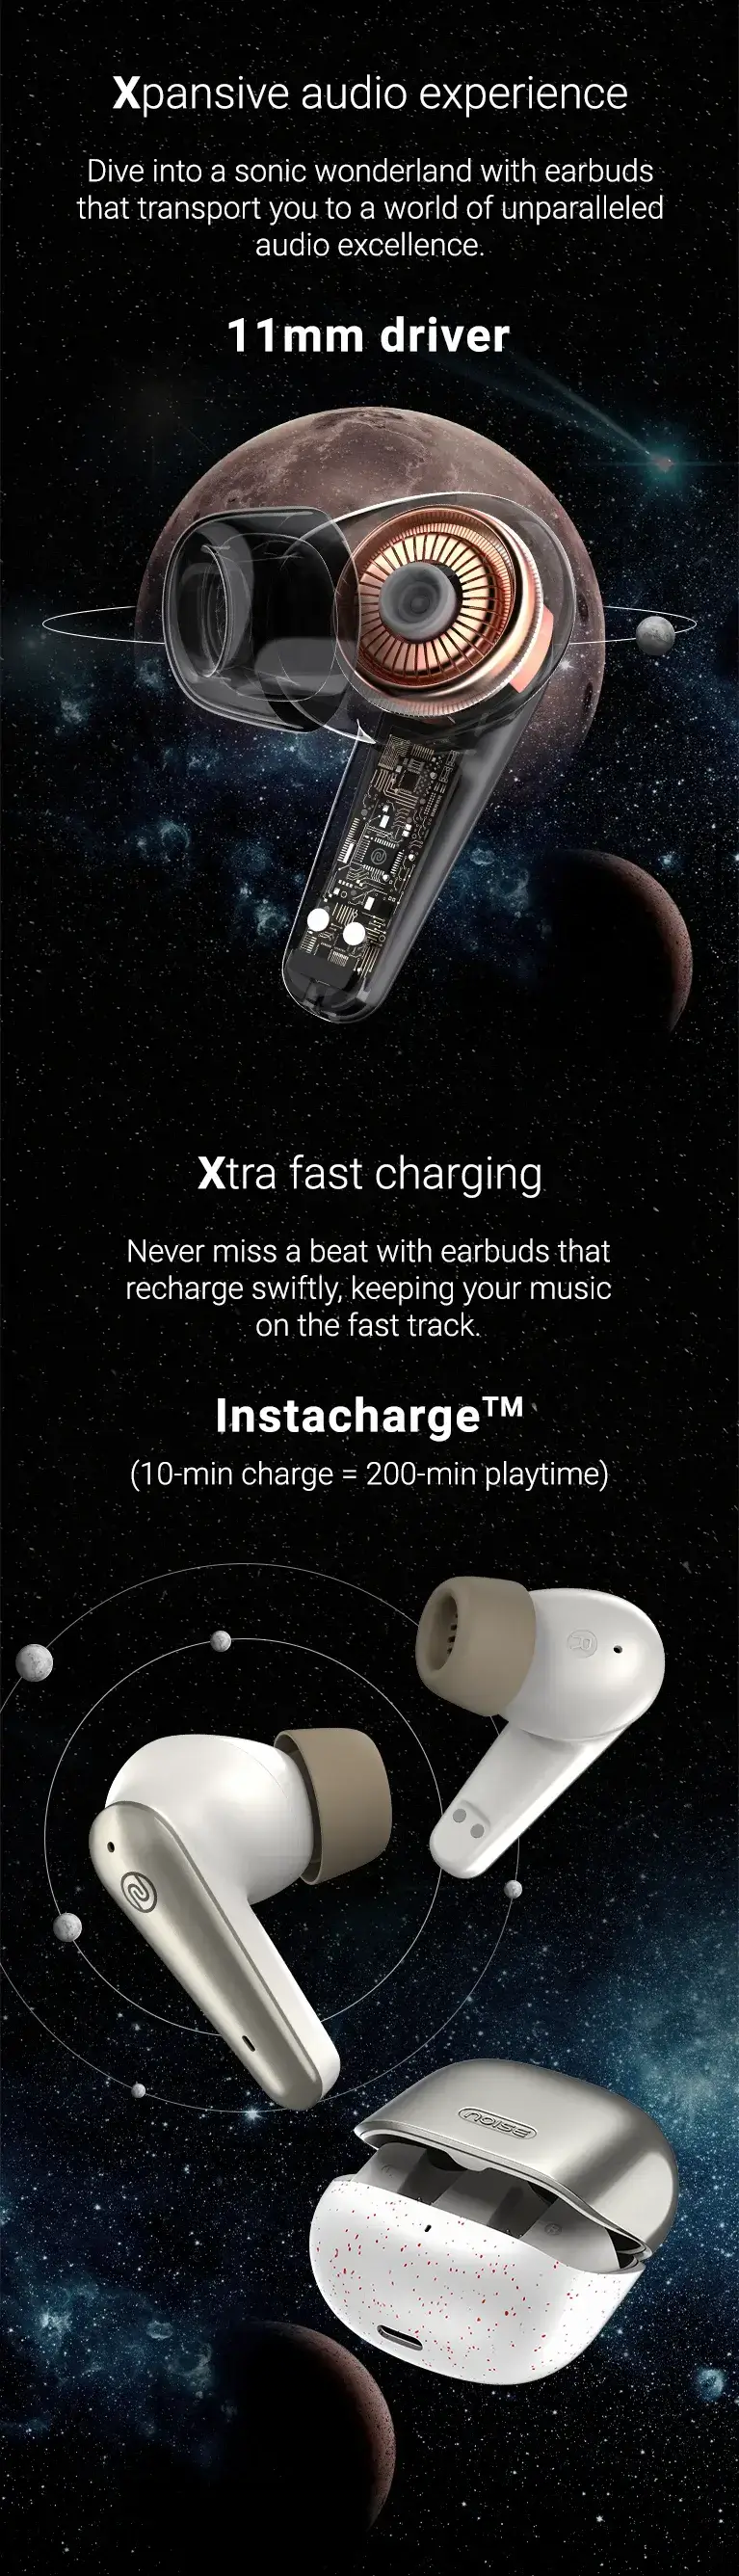 Xpansive audio experience
Dive into a sonic wonderland with earbuds
that transport you to a world of unparalleled
audio excellence.
11mm driver
Xtra fast charging
Never miss a beat with earbuds that
recharge swiftly, keeping your music
on the fast track.
Instacharge™
(10-min charge = 200-min playtime)
NOISE